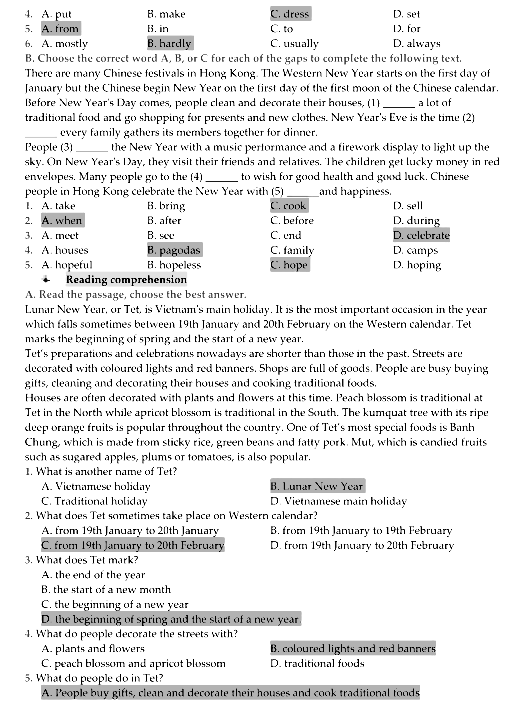 4. A. put B. make C. dress D. set
5. A. from B. in C. to D. for
6. A. mostly B. hardly C. usually D. always
B. Choose the correct word A, B, or C for each of the gaps to complete the following text.
There are many Chinese festivals in Hong Kong. The Western New Year starts on the first day of
January but the Chinese begin New Year on the first day of the first moon of the Chinese calendar.
Before New Year's Day comes, people clean and decorate their houses, (1) ______ a lot of
traditional food and go shopping for presents and new clothes. New Year's Eve is the time (2)
______ every family gathers its members together for dinner.
People (3) ______ the New Year with a music performance and a firework display to light up the
sky. On New Year's Day, they visit their friends and relatives. The children get lucky money in red
envelopes. Many people go to the (4) ______ to wish for good health and good luck. Chinese
people in Hong Kong celebrate the New Year with (5) ______ and happiness.
1. A. take B. bring C. cook D. sell
2. A. when B. after C. before D. during
3. A. meet B. see C. end D. celebrate
4. A. houses B. pagodas C. family D. camps
5. A. hopeful B. hopeless C. hope D. hoping
Reading comprehension
A. Read the passage, choose the best answer.
Lunar New Year, or Tet, is Vietnam's main holiday. It is the most important occasion in the year
which falls sometimes between 19th January and 20th February on the Western calendar. Tet
marks the beginning of spring and the start of a new year.
Tet's preparations and celebrations nowadays are shorter than those in the past. Streets are
decorated with coloured lights and red banners. Shops are full of goods. People are busy buying
gifts, cleaning and decorating their houses and cooking traditional foods.
Houses are often decorated with plants and flowers at this time. Peach blossom is traditional at
Tet in the North while apricot blossom is traditional in the South. The kumquat tree with its ripe
deep orange fruits is popular throughout the country. One of Tet's most special foods is Banh
Chung, which is made from sticky rice, green beans and fatty pork. Mut, which is candied fruits
such as sugared apples, plums or tomatoes, is also popular.
1. What is another name of Tet?
A. Vietnamese holiday B. Lunar New Year
C. Traditional holiday D. Vietnamese main holiday
2. What does Tet sometimes take place on Western calendar?
A. from 19th January to 20th January B. from 19th January to 19th February
C. from 19th January to 20th February D. from 19th January to 20th February
3. What does Tet mark?
A. the end of the year
B. the start of a new month
C. the beginning of a new year
D. the beginning of spring and the start of a new year
4. What do people decorate the streets with?
A. plants and flowers B. coloured lights and red banners
C. peach blossom and apricot blossom D. traditional foods
5. What do people do in Tet?
A. People buy gifts, clean and decorate their houses and cook traditional foods